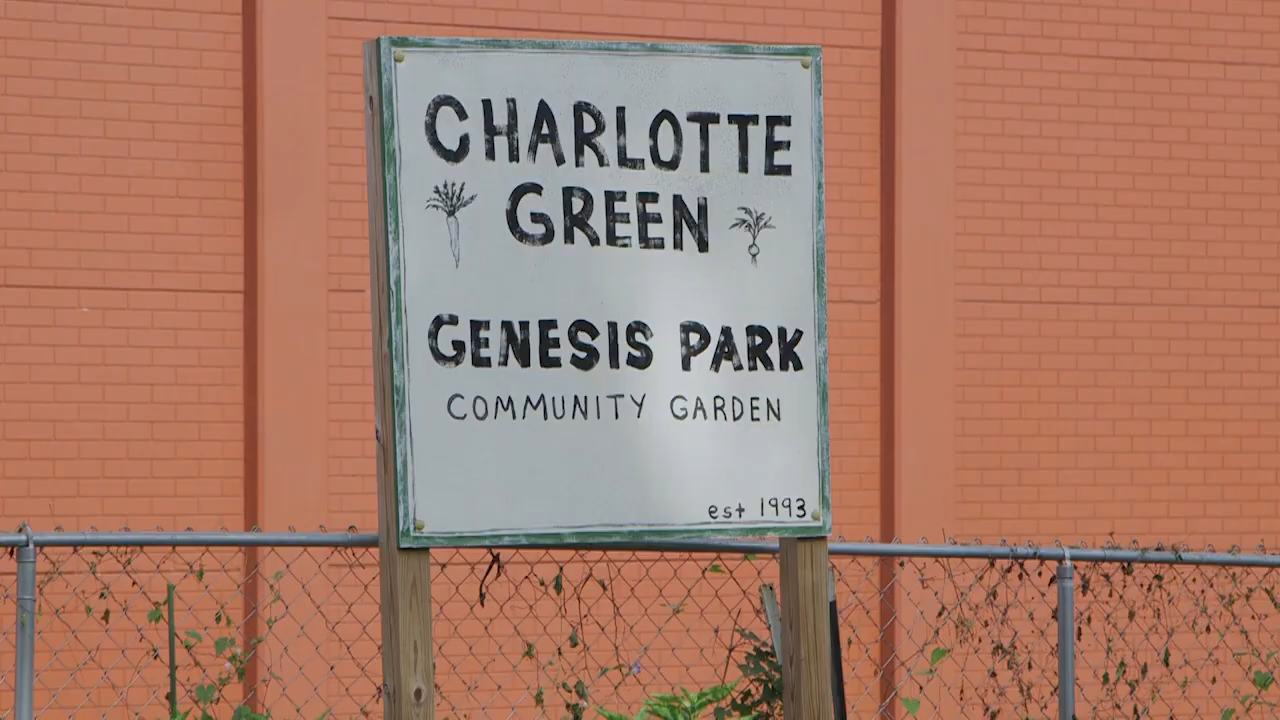 CHARLOTTE
GREEN
GENESIS PARK
COMMUNITY GARDEN
est 1993